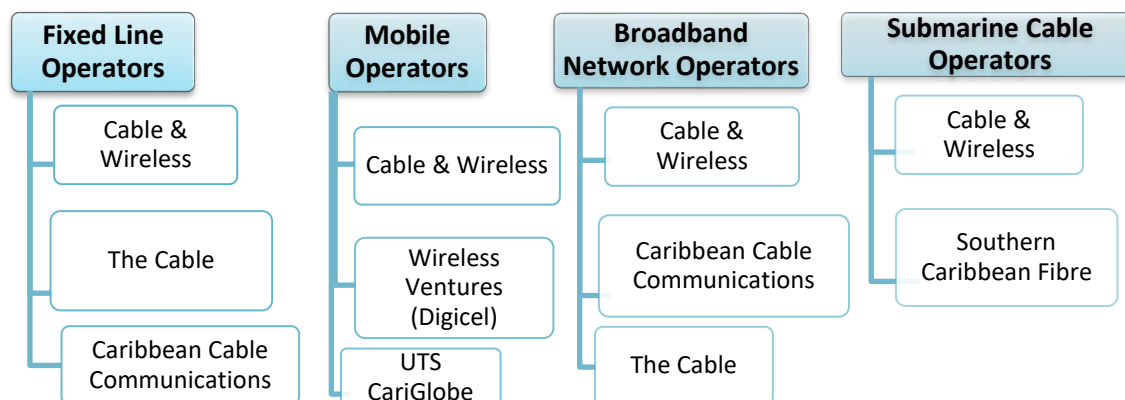 Fixed Line
Operators
Cable &
Wireless
The Cable
Caribbean Cable
Communications
Mobile
Operators
Cable & Wireless
Wireless
Ventures
(Digicel)
UTS
CariGlobe
Broadband
Network Operators
Cable &
Wireless
Caribbean Cable
Communications
The Cable
Submarine Cable
Operators
Cable &
Wireless
Southern
Caribbean Fibre